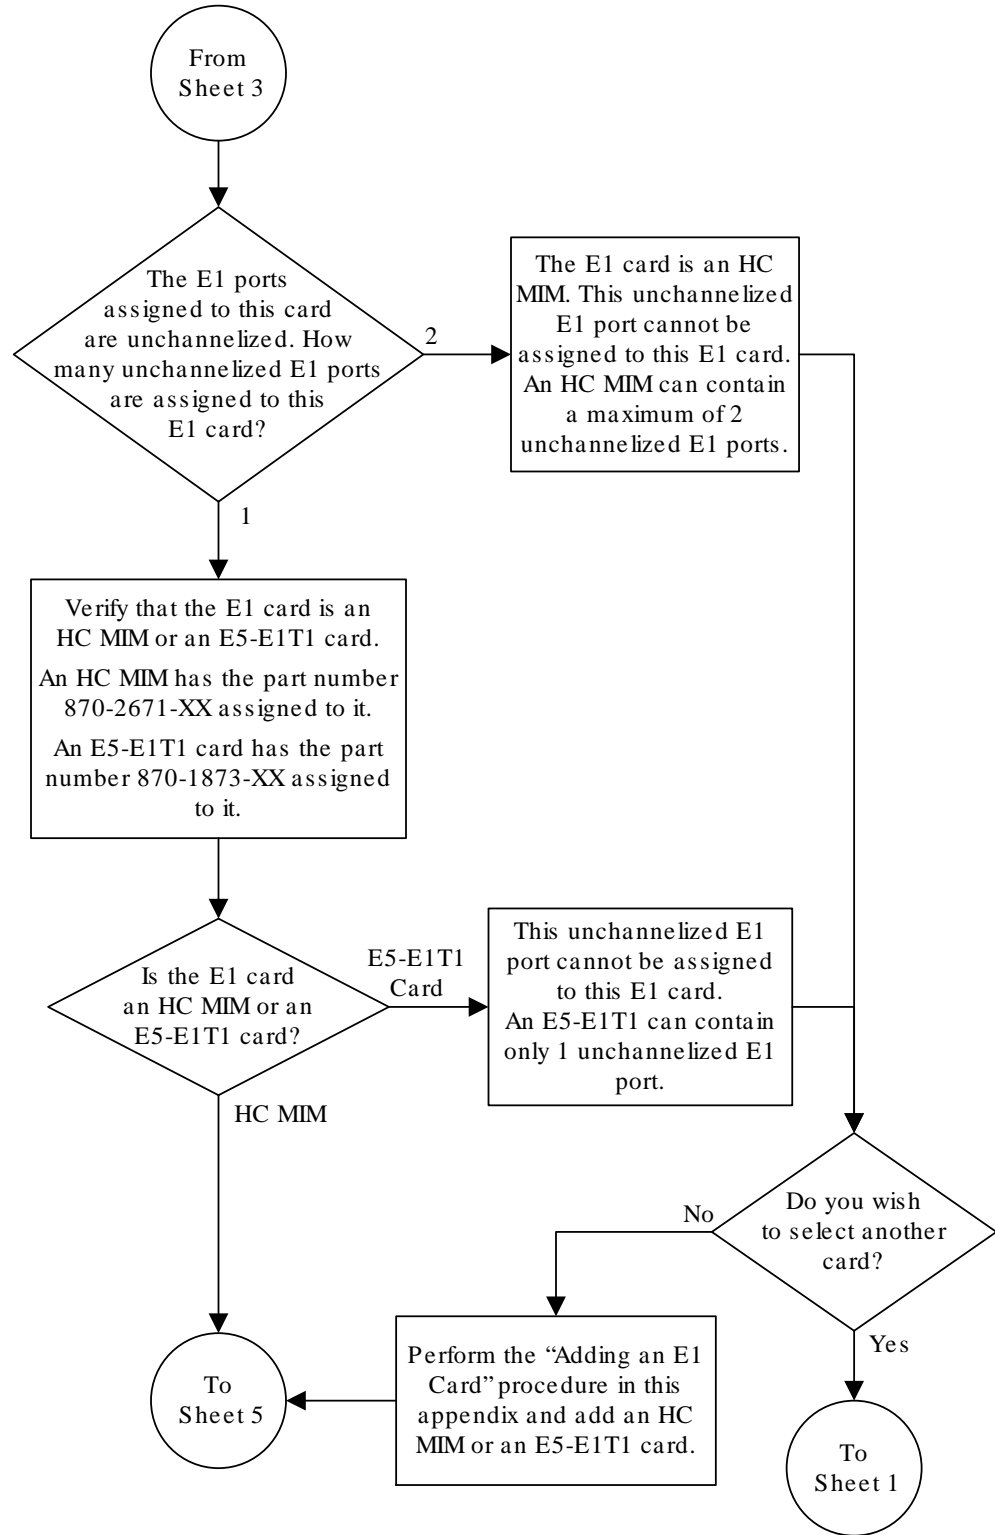 From
Sheet 3
The E1 ports
assigned to this card
are unchannelized. How
many unchannelized E1 ports
are assigned to this
E1 card?
2
The E1 card is an HC
MIM. This unchannelized
E1 port cannot be
assigned to this E1 card.
An HC MIM can contain
a maximum of 2
unchannelized E1 ports.
1
Verify that the E1 card is an
HC MIM or an E5-E1T1 card.
An HC MIM has the part number
870-2671-XX assigned to it.
An E5-E1T1 card has the part
number 870-1873-XX assigned
to it.
Is the E1 card
an HC MIM or an
E5-E1T1 card?
E5-E1T1
Card
This unchannelized E1
port cannot be assigned
to this E1 card.
An E5-E1T1 can contain
only 1 unchannelized E1
port.
HC MIM
Do you wish
to select another
card?
No
Yes
Perform the “Adding an E1
Card” procedure in this
appendix and add an HC
MIM or an E5-E1T1 card.
To
Sheet 5
To
Sheet 1